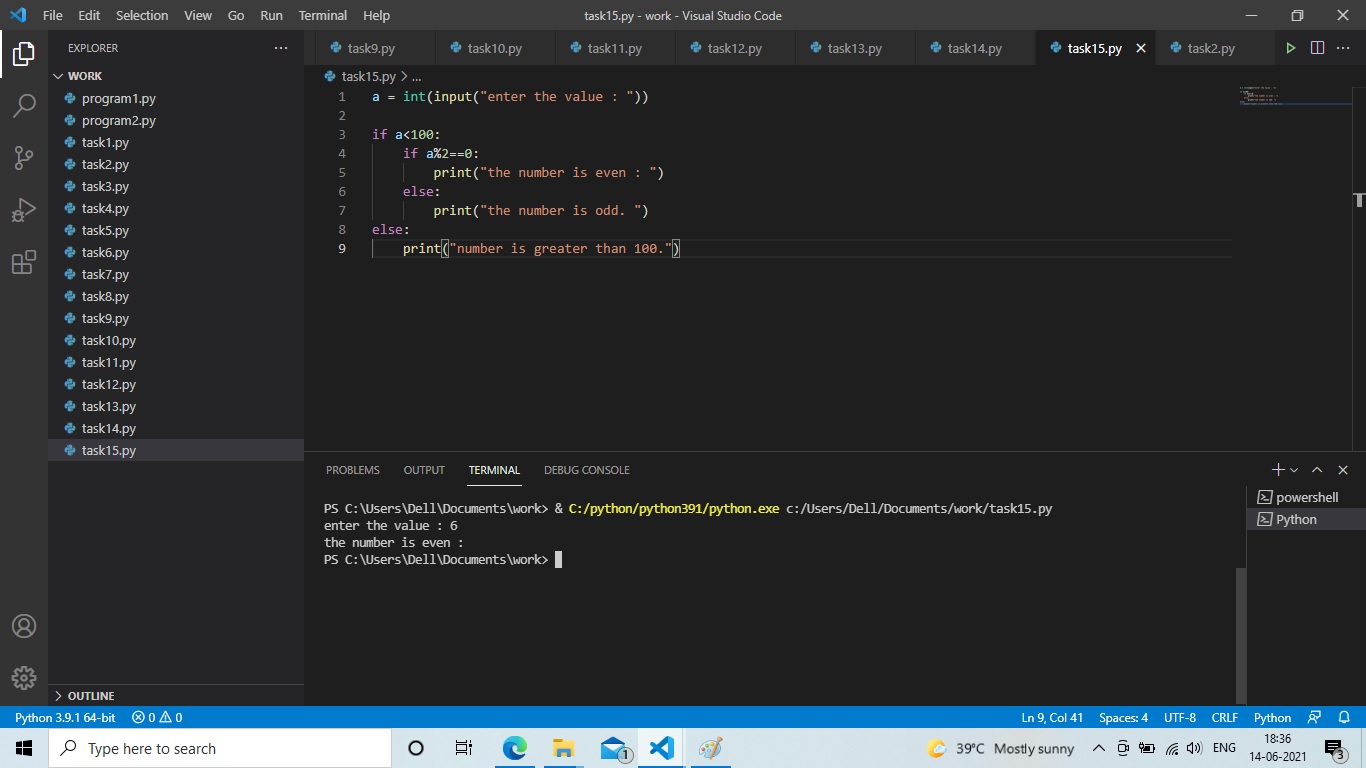 File Edit Selection View Go Run Terminal Help task15.py - work - Visual Studio Code
EXPLORER ...
WORK
program1.py
program2.py
task1.py
task2.py
task3.py
task4.py
task5.py
task6.py
task7.py
task8.py
task9.py
task10.py
task11.py
task12.py
task13.py
task14.py
task15.py
OUTLINE
task9.py task10.py task11.py task12.py task13.py task14.py task15.py task2.py
task15.py > ...
1 a = int(input("enter the value : "))
2
3 if a<100:
4     if a%2==0:
5         print("the number is even : ")
6     else:
7         print("the number is odd. ")
8 else:
9     print("number is greater than 100.")
PROBLEMS OUTPUT TERMINAL DEBUG CONSOLE
PS C:\Users\Dell\Documents\work> & C:/python/python391/python.exe c:/Users/Dell/Documents/work/task15.py
enter the value : 6
the number is even :
PS C:\Users\Dell\Documents\work>
powershell
Python
Python 3.9.1 64-bit 0 0 Ln 9, Col 41 Spaces: 4 UTF-8 CRLF Python
Type here to search 1 39°C Mostly sunny ENG 18:36
14-06-2021 3